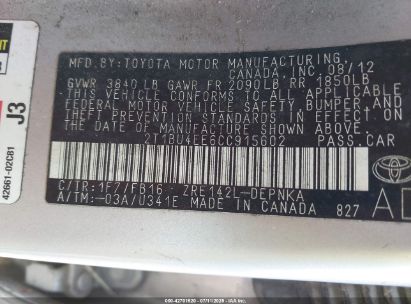 MFD. BY: TOYOTA MOTOR MANUFACTURING,
CANADA, INC. 08/12
GVWR 3840 LB GAWR FR 2090LB RR 1850LB
THIS VEHICLE CONFORMS TO ALL APPLICABLE
FEDERAL MOTOR VEHICLE SAFETY, BUMPER, AND
THEFT PREVENTION STANDARDS IN EFFECT ON
THE DATE OF MANUFACTURE SHOWN ABOVE.
2T1BU4EE6CC915602 PASS.CAR
C/TR: 1F7/FB16 ZRE142L-DEPNKA
A/TM: -03A/U341E MADE IN CANADA 827
TOYOTA
J3
42661-02CB1